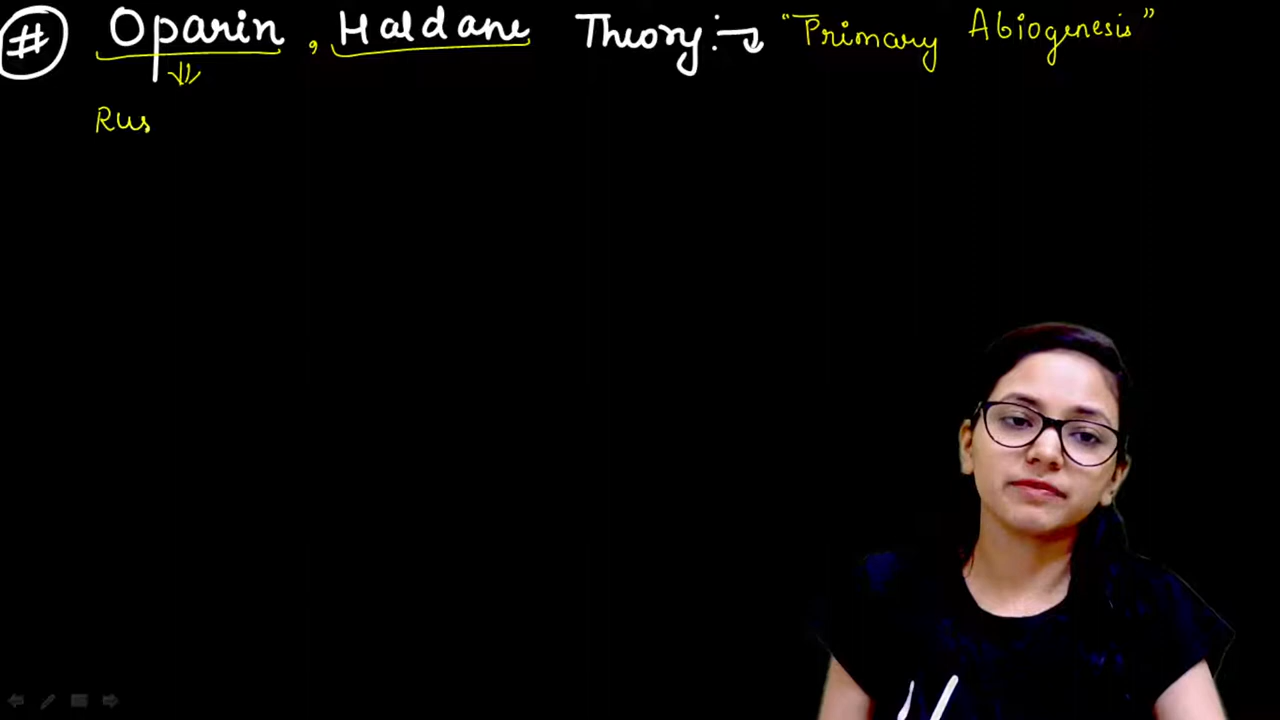 # Oparin , Haldane Theory :→ "Primary Abiogenesis"
Rus